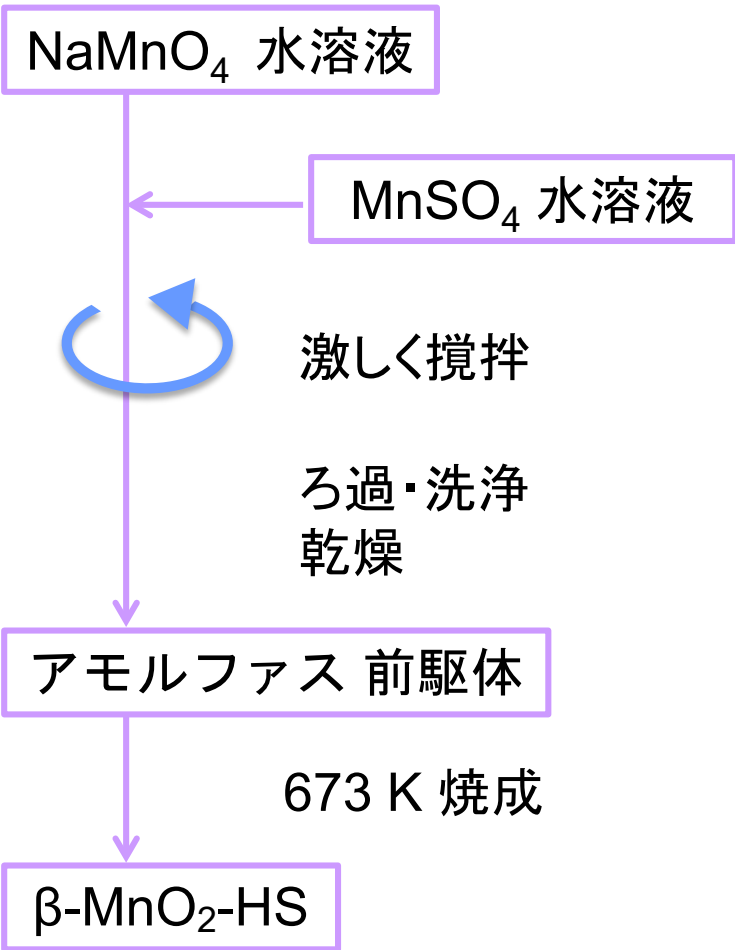 NaMnO₄ 水溶液
MnSO₄ 水溶液
激しく撹拌
ろ過・洗浄
乾燥
アモルファス 前駆体
673 K 焼成
β-MnO₂-HS